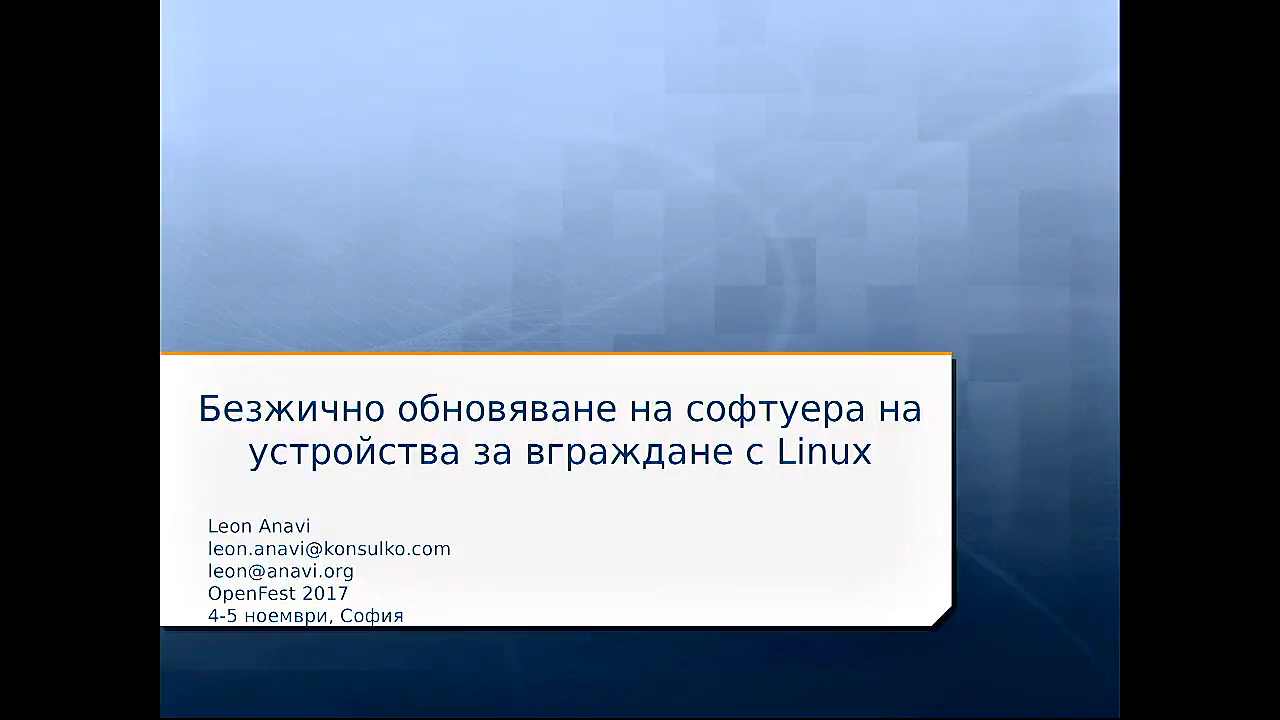 Безжично обновяване на софтуера на
устройства за вграждане с Linux
Leon Anavi
leon.anavi@konsulko.com
leon@anavi.org
OpenFest 2017
4-5 ноември, София